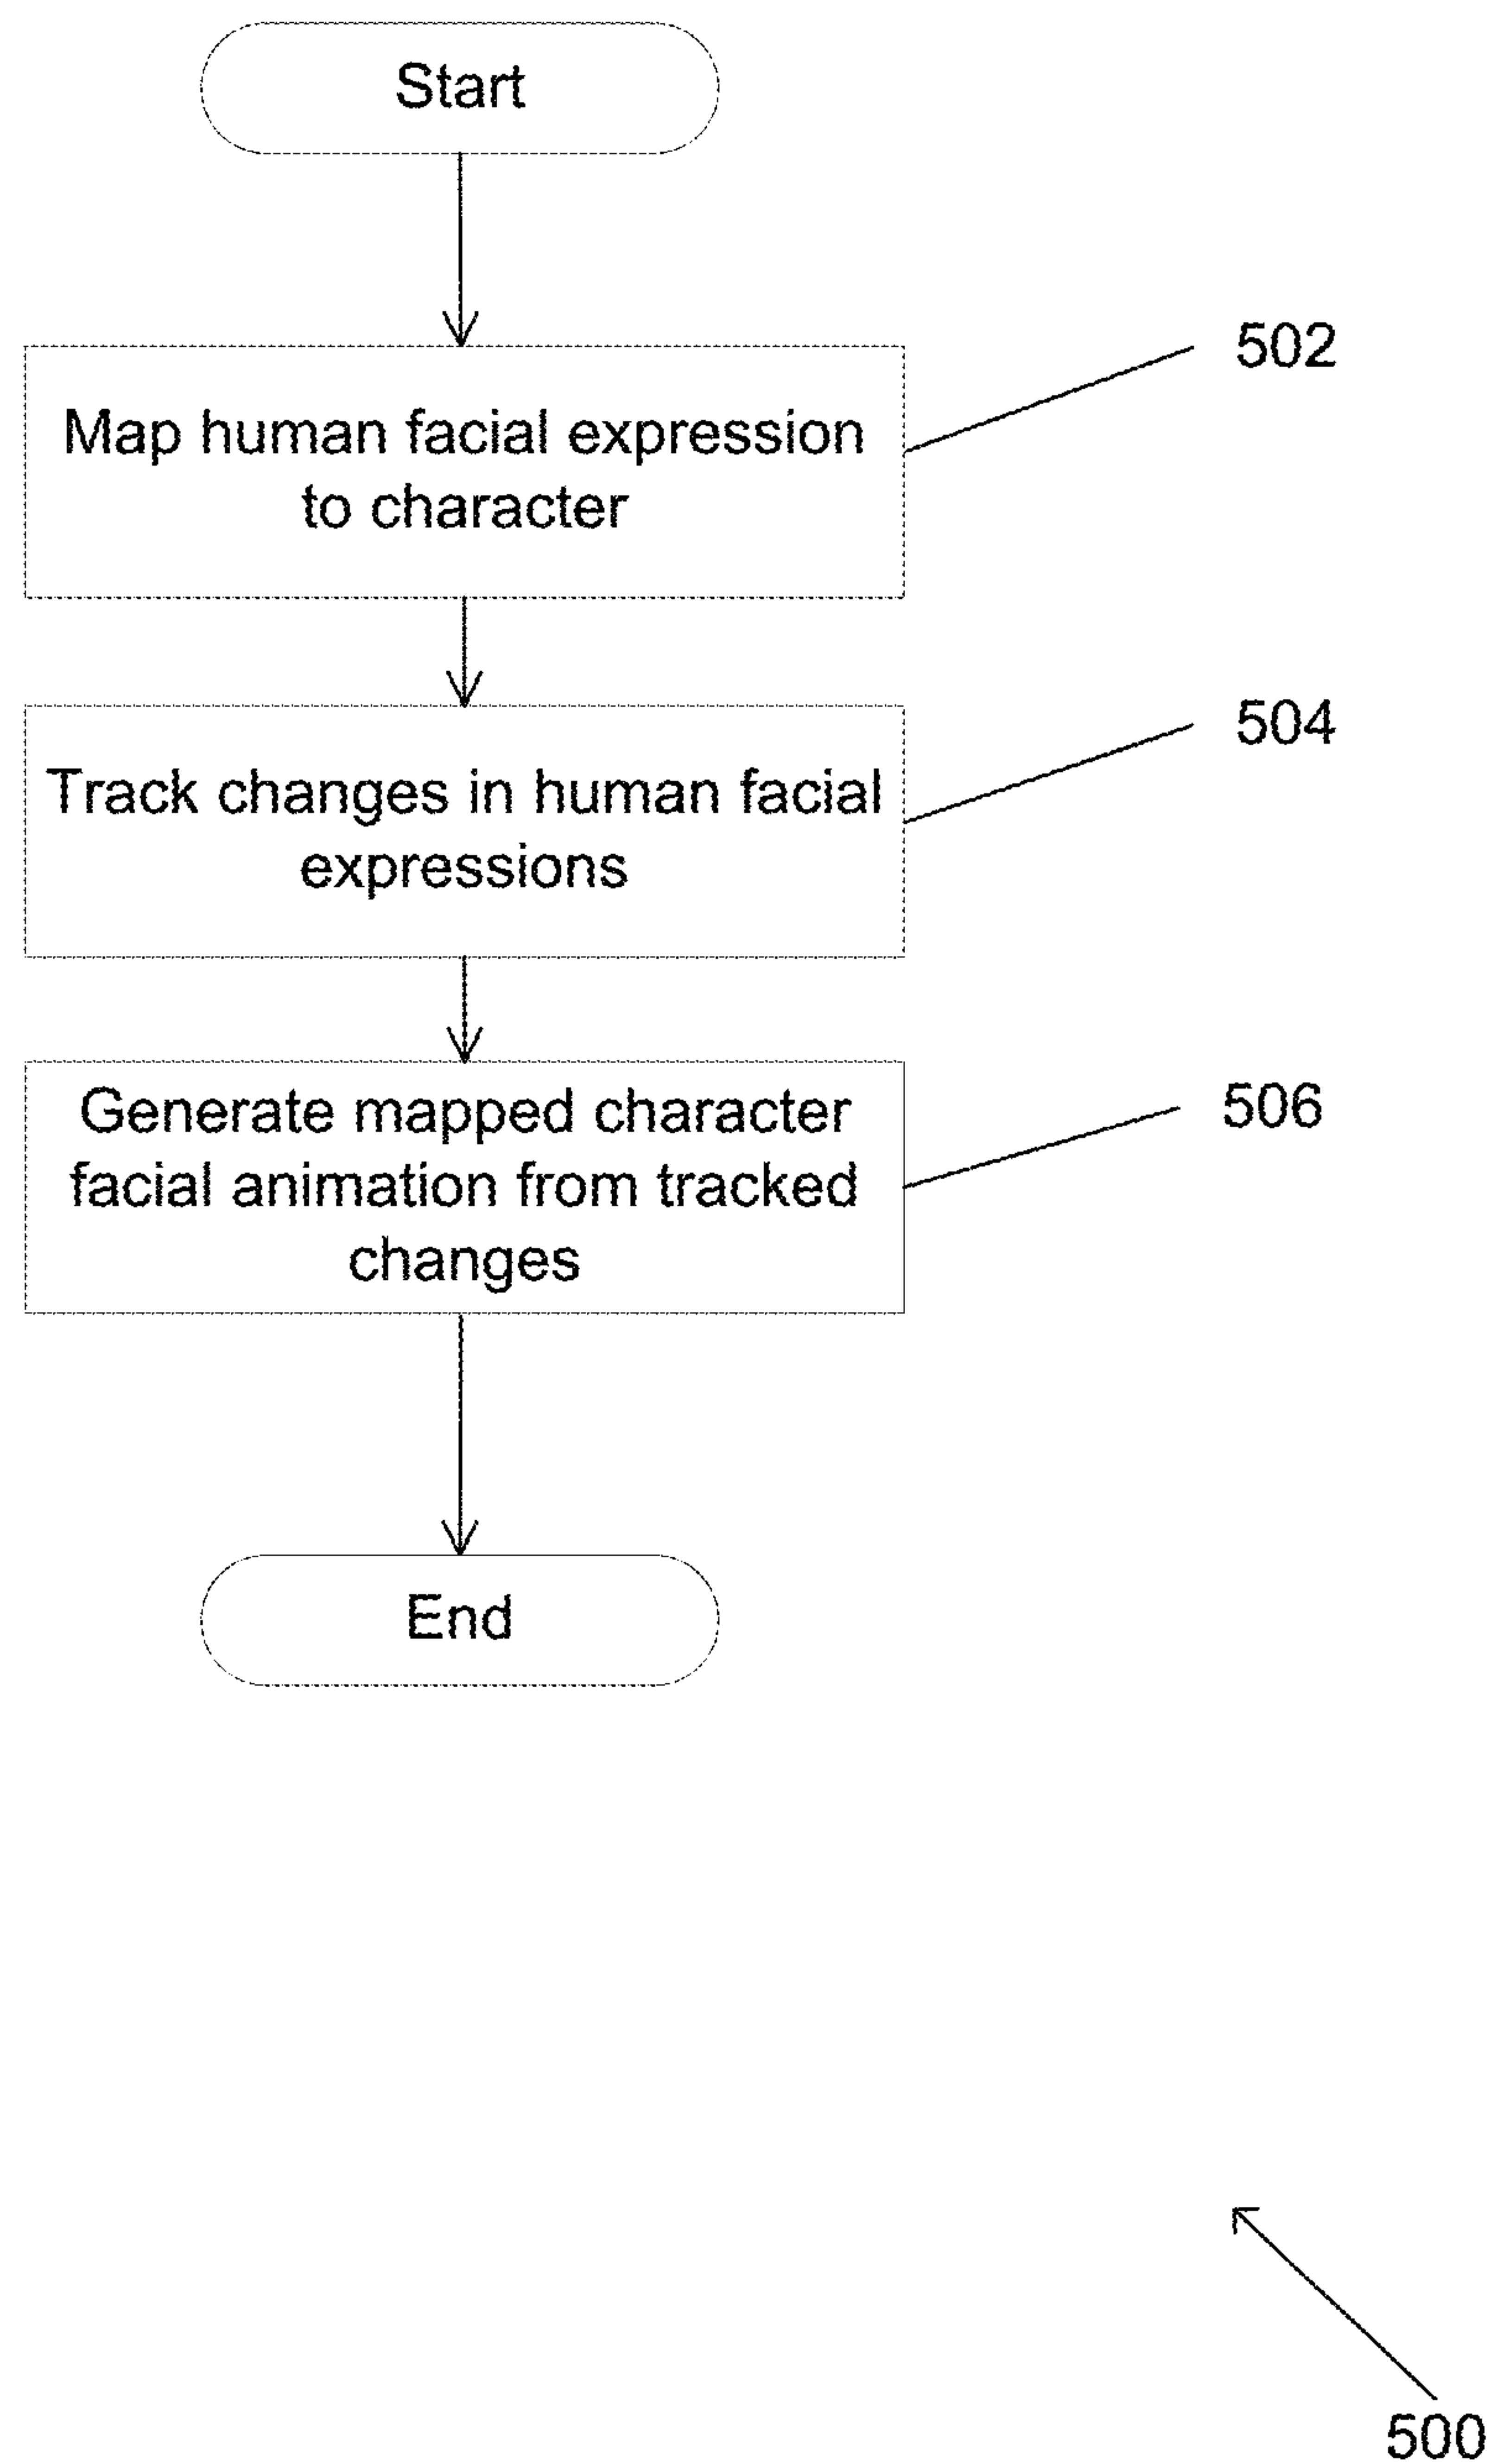 Start
502
Map human facial expression
to character
504
Track changes in human facial
expressions
506
Generate mapped character
facial animation from tracked
changes
End
500